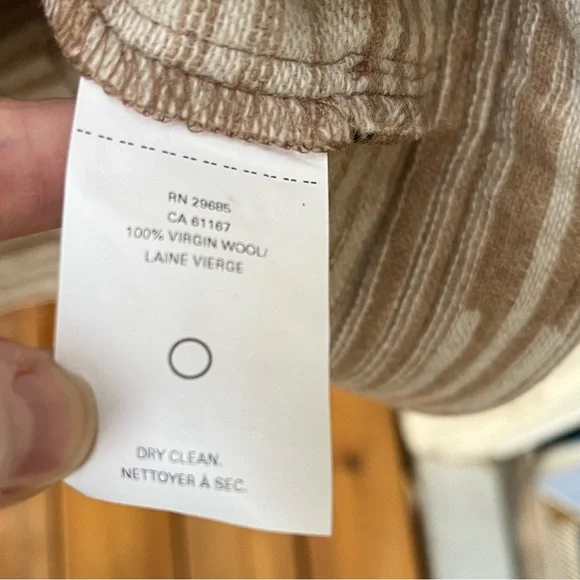 RN 29685
CA 61167
100% VIRGIN WOOL/
LAINE VIERGE
DRY CLEAN.
NETTOYER À SEC.